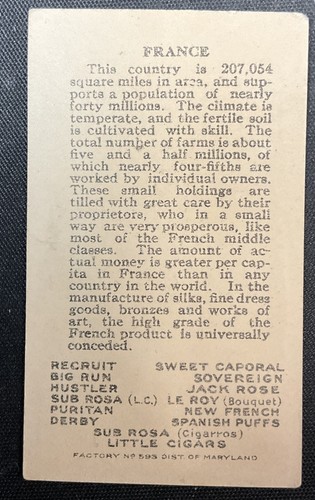 FRANCE
This country is 207,054
square miles in area, and sup-
ports a population of nearly
forty millions. The climate is
temperate, and the fertile soil
is cultivated with skill. The
total number of farms is about
five and a half millions, of
which nearly four-fifths are
worked by individual owners.
These small holdings are
tilled with great care by their
proprietors, who in a small
way are very prosperous, like
most of the French middle
classes. The amount of ac-
tual money is greater per cap-
ita in France than in any
country in the world. In the
manufacture of silks, fine dress
goods, bronzes and works of
art, the high grade of the
French product is universally
conceded.
RECRUIT SWEET CAPORAL
BIG RUN SOVEREIGN
HUSTLER JACK ROSE
SUB ROSA (L.C.) LE ROY (Bouquet)
PURITAN NEW FRENCH
DERBY SPANISH PUFFS
SUB ROSA (Cigarros)
LITTLE CIGARS
FACTORY Nº 593 DIST. OF MARYLAND